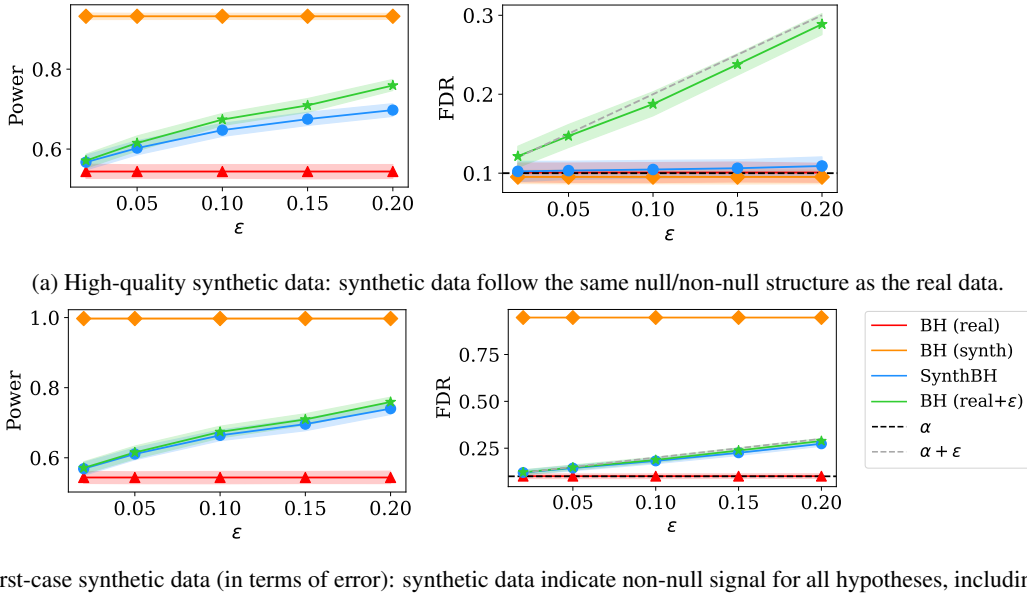 Power
0.8
0.6
0.05 0.10 0.15 0.20
ε
FDR
0.3
0.2
0.1
0.05 0.10 0.15 0.20
ε
(a) High-quality synthetic data: synthetic data follow the same null/non-null structure as the real data.
Power
1.0
0.8
0.6
0.05 0.10 0.15 0.20
ε
FDR
0.75
0.50
0.25
0.05 0.10 0.15 0.20
ε
BH (real)
BH (synth)
SynthBH
BH (real+ε)
α
α + ε
rst-case synthetic data (in terms of error): synthetic data indicate non-null signal for all hypotheses, includin